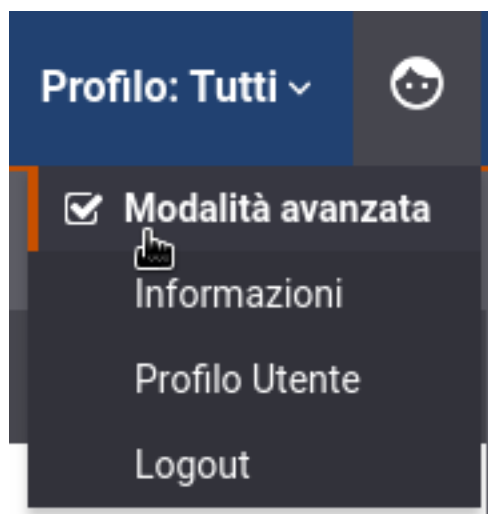 Profilo: Tutti
Modalità avanzata
Informazioni
Profilo Utente
Logout